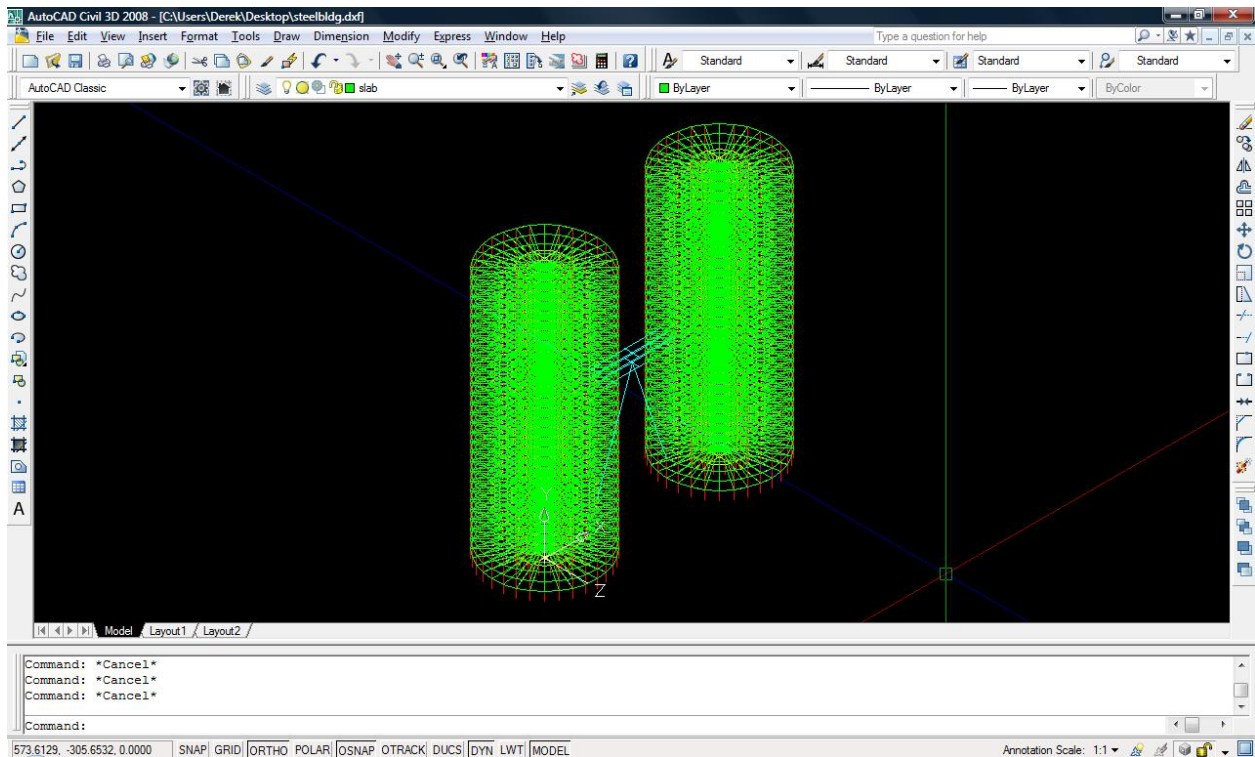 AutoCAD Civil 3D 2008 - [C:\Users\Derek\Desktop\steelbldg.dxf]
File Edit View Insert Format Tools Draw Dimension Modify Express Window Help Type a question for help
Standard Standard Standard Standard
AutoCAD Classic slab ByLayer ByLayer ByLayer ByColor
Y
X
Z
Model Layout1 Layout2
Command: *Cancel*
Command: *Cancel*
Command: *Cancel*
Command:
573.6129, -305.6532, 0.0000 SNAP GRID ORTHO POLAR OSNAP OTRACK DUCS DYN LWT MODEL Annotation Scale: 1:1